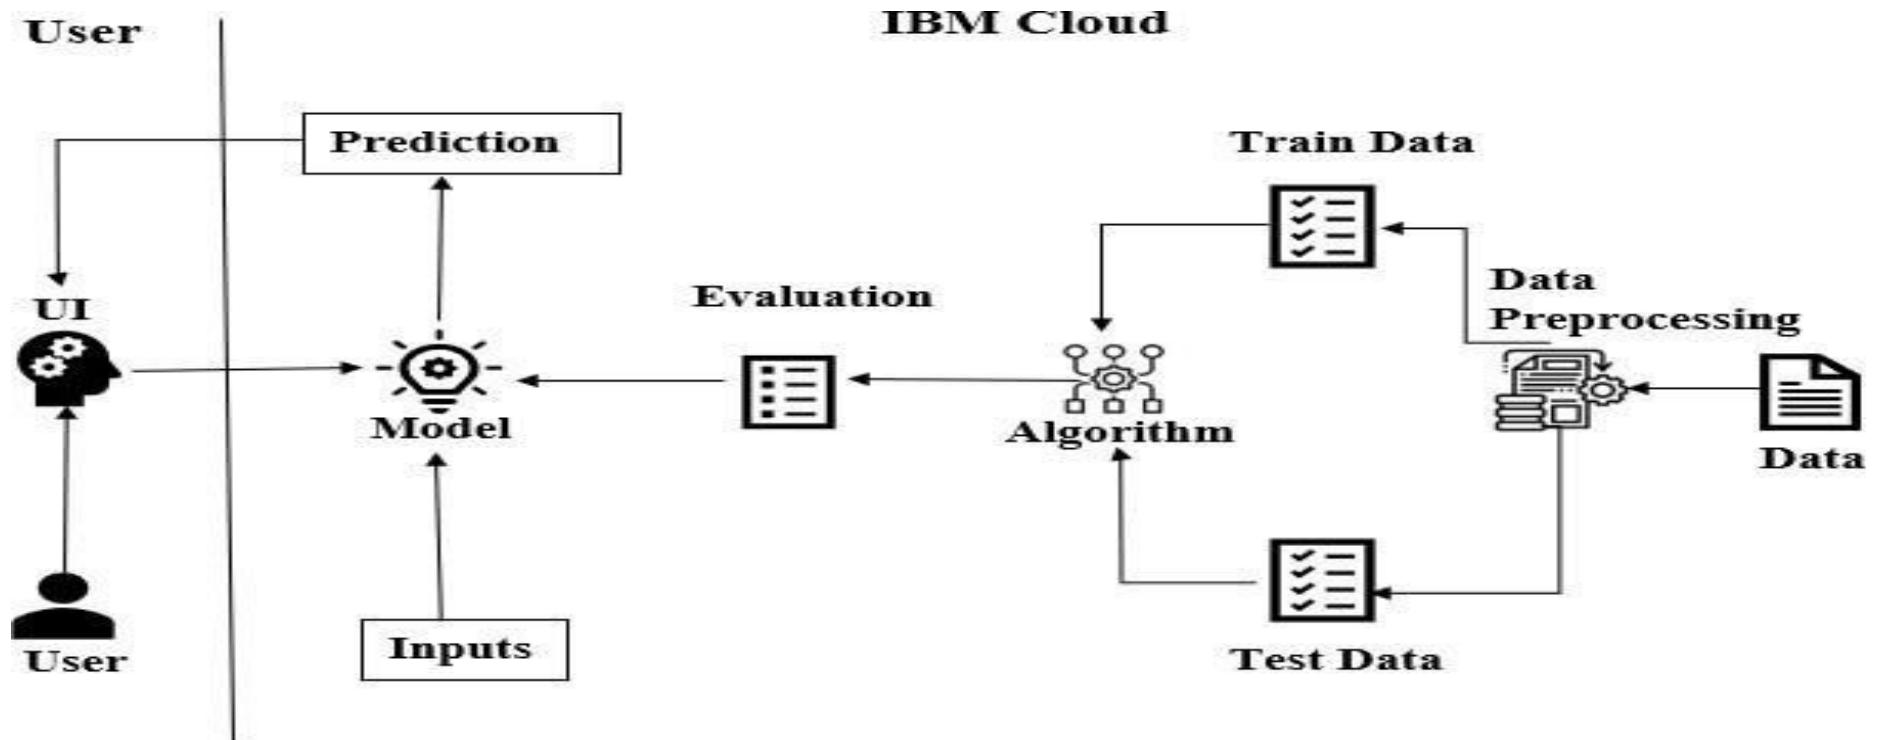 User
IBM Cloud
Prediction
Train Data
UI
Evaluation
Data
Preprocessing
Model
Algorithm
Data
User
Inputs
Test Data